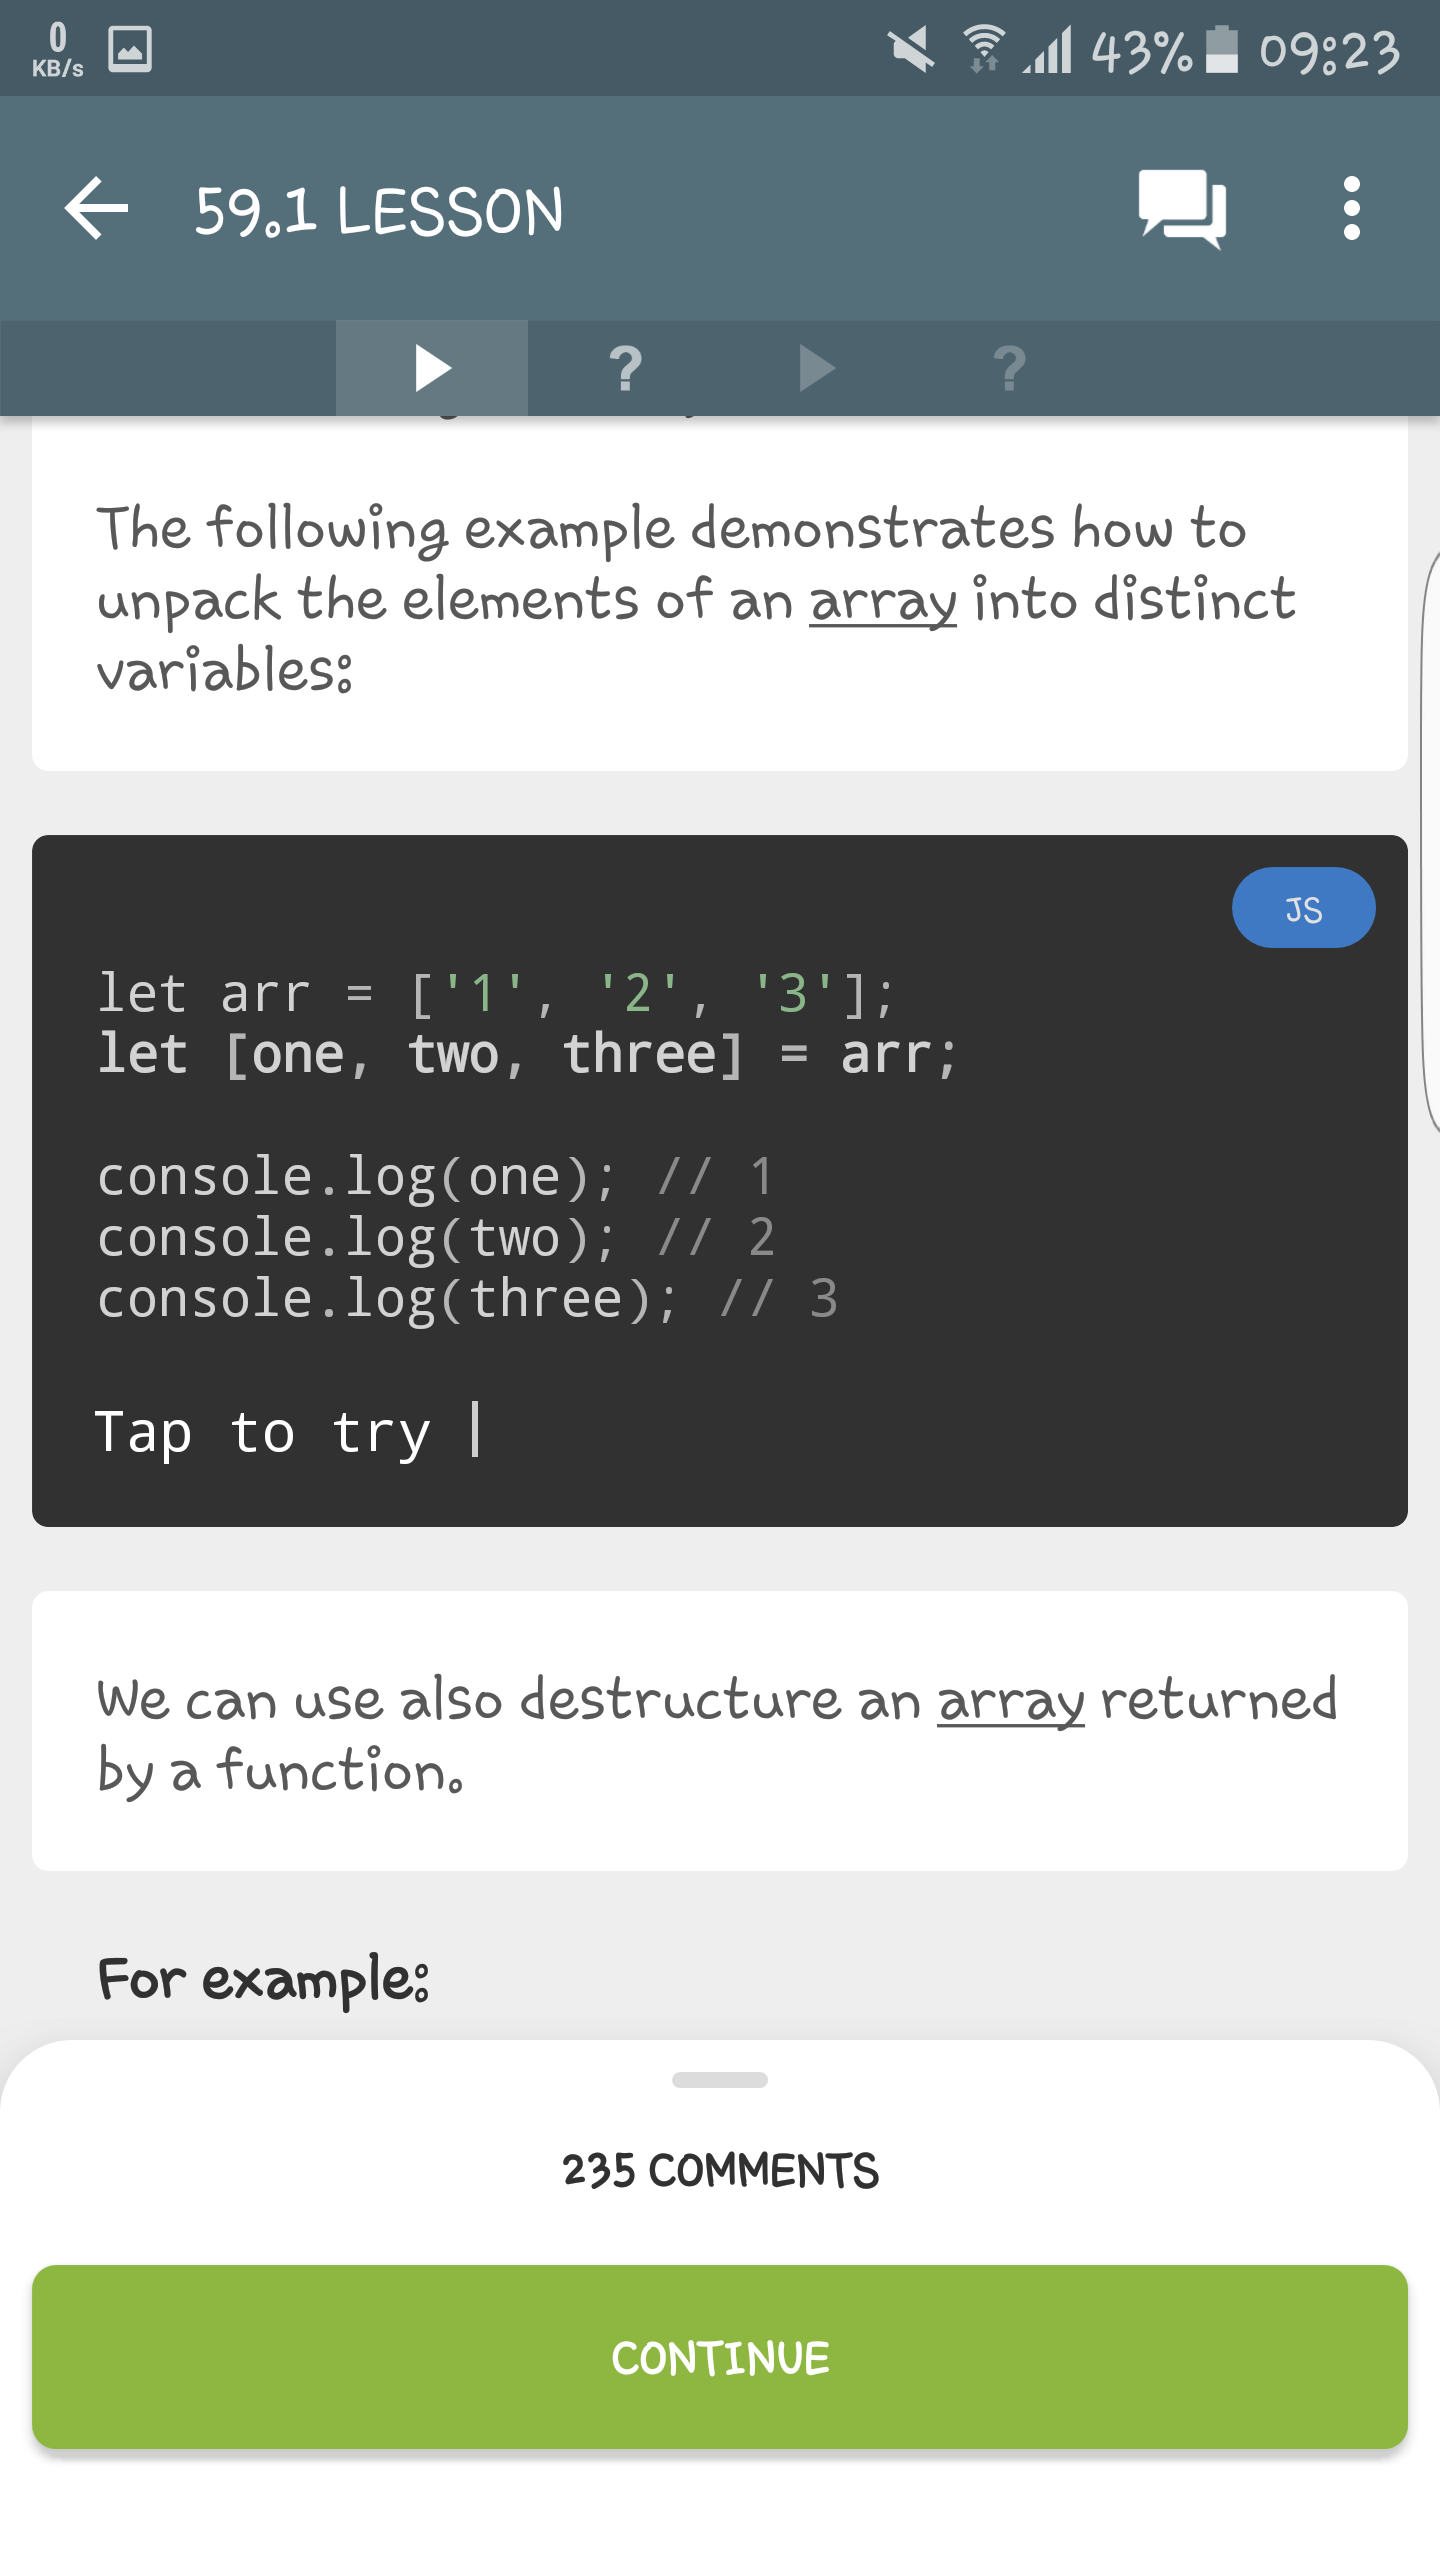 0
KB/s
43%
09:23
59.1 LESSON
?
?
The following example demonstrates how to
unpack the elements of an array into distinct
variables:
JS
let arr = ['1', '2', '3'];
let [one, two, three] = arr;
console.log(one); // 1
console.log(two); // 2
console.log(three); // 3
Tap to try
We can use also destructure an array returned
by a function.
For example:
235 COMMENTS
CONTINUE